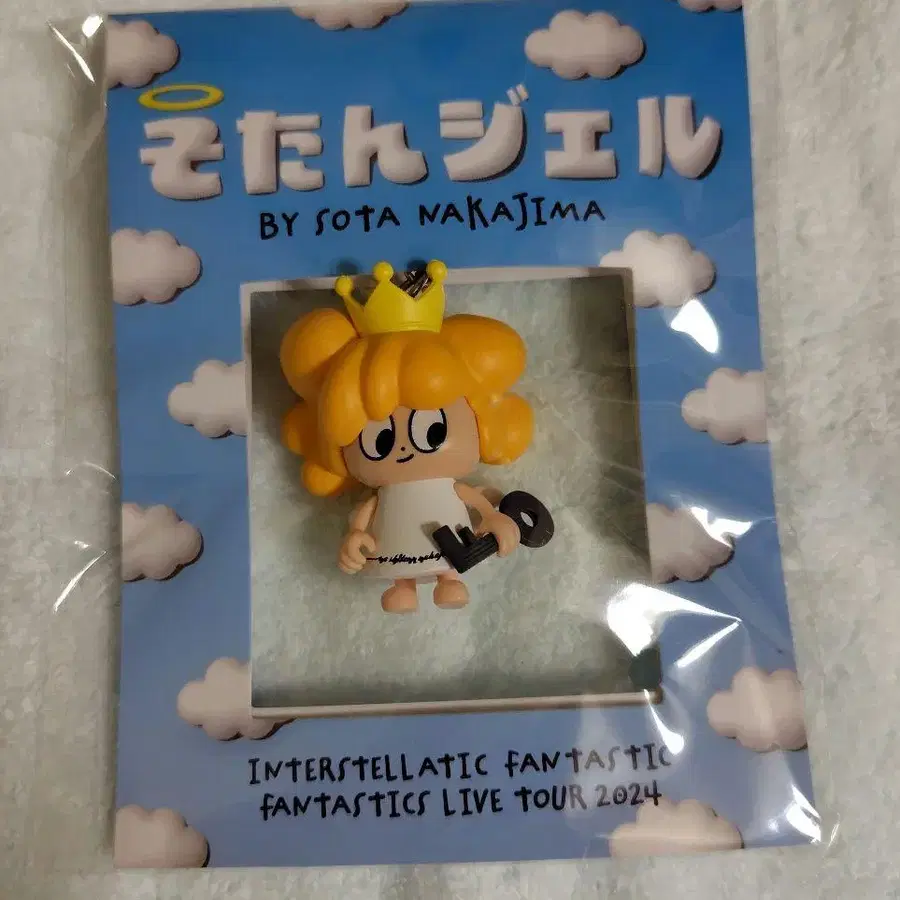 そたんジェル
BY SOTA NAKAJIMA
INTERSTELLATIC FANTASTIC
FANTASTICS LIVE TOUR 2024